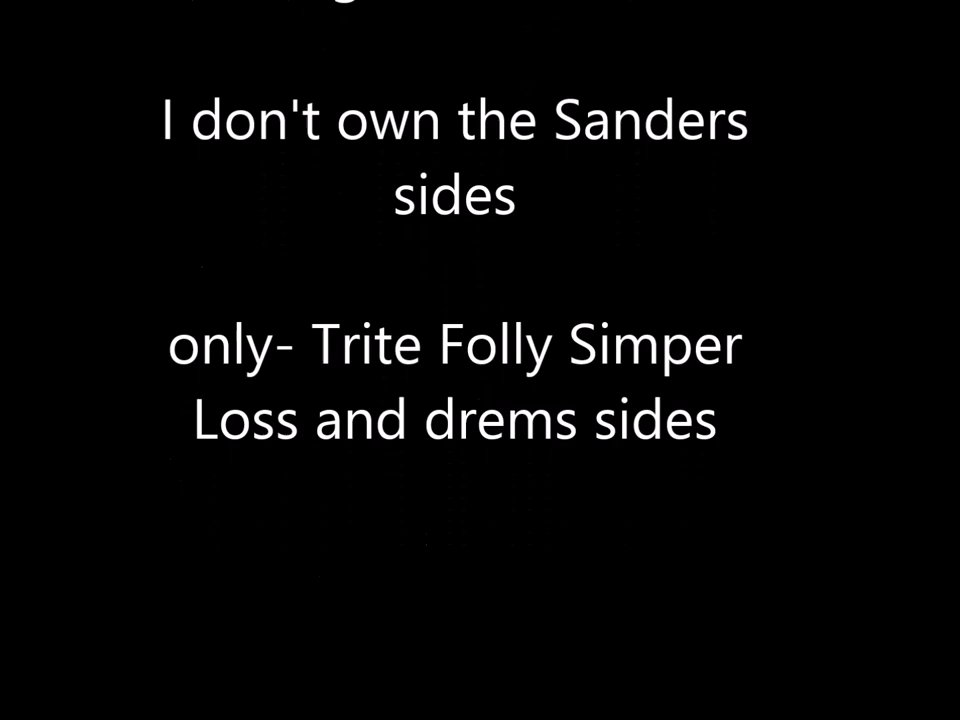 I don't own the Sanders
sides
only- Trite Folly Simper
Loss and drems sides